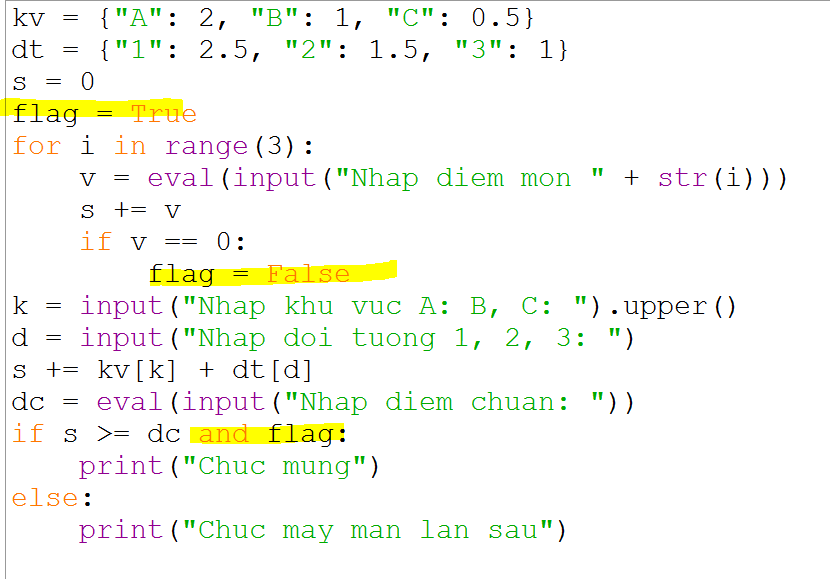 kv = {"A": 2, "B": 1, "C": 0.5}
dt = {"1": 2.5, "2": 1.5, "3": 1}
s = 0
flag = True
for i in range(3):
    v = eval(input("Nhap diem mon " + str(i)))
    s += v
    if v == 0:
        flag = False
k = input("Nhap khu vuc A: B, C: ").upper()
d = input("Nhap doi tuong 1, 2, 3: ")
s += kv[k] + dt[d]
dc = eval(input("Nhap diem chuan: "))
if s >= dc and flag:
    print("Chuc mung")
else:
    print("Chuc may man lan sau")